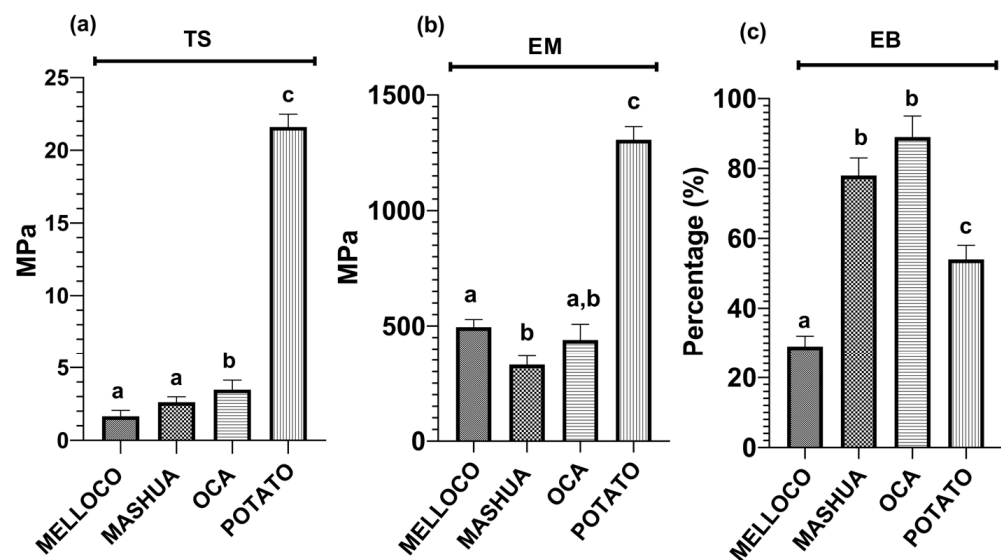 (a)
TS
MPa
25
20
15
10
5
0
a
a
b
c
MELLOCO
MASHUA
OCA
POTATO
(b)
EM
MPa
1500
1000
500
0
a
b
a,b
c
MELLOCO
MASHUA
OCA
POTATO
(c)
EB
Percentage (%)
100
80
60
40
20
0
a
b
b
c
MELLOCO
MASHUA
OCA
POTATO